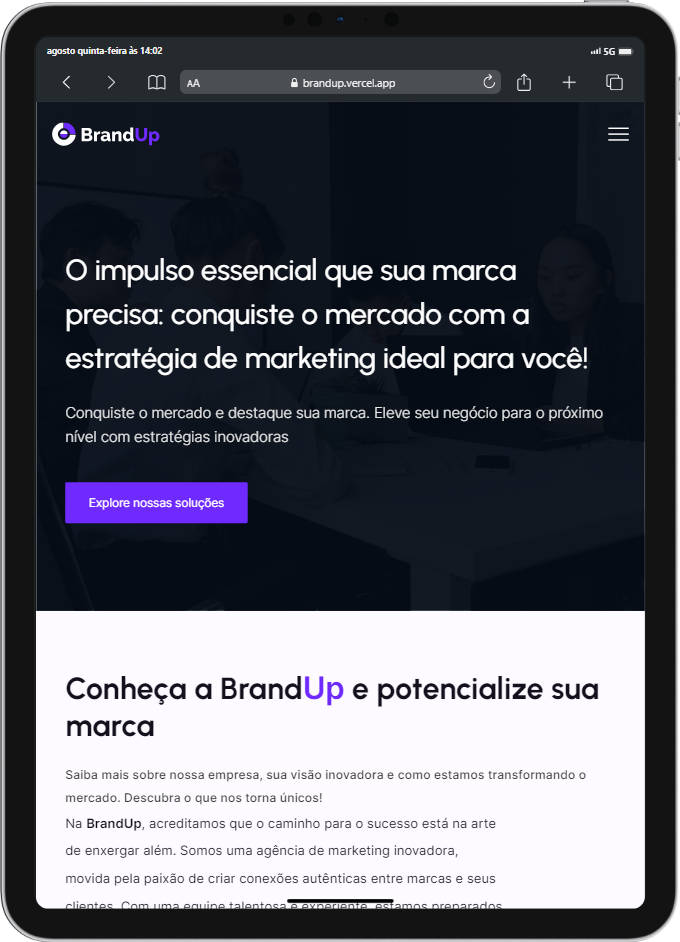 agosto quinta-feira às 14:02
5G
AA
brandup.vercel.app
BrandUp
O impulso essencial que sua marca
precisa: conquiste o mercado com a
estratégia de marketing ideal para você!
Conquiste o mercado e destaque sua marca. Eleve seu negócio para o próximo
nível com estratégias inovadoras
Explore nossas soluções
Conheça a BrandUp e potencialize sua
marca
Saiba mais sobre nossa empresa, sua visão inovadora e como estamos transformando o
mercado. Descubra o que nos torna únicos!
Na BrandUp, acreditamos que o caminho para o sucesso está na arte
de enxergar além. Somos uma agência de marketing inovadora,
movida pela paixão de criar conexões autênticas entre marcas e seus
clientes. Com uma equipe talentosa e experiente, estamos preparados